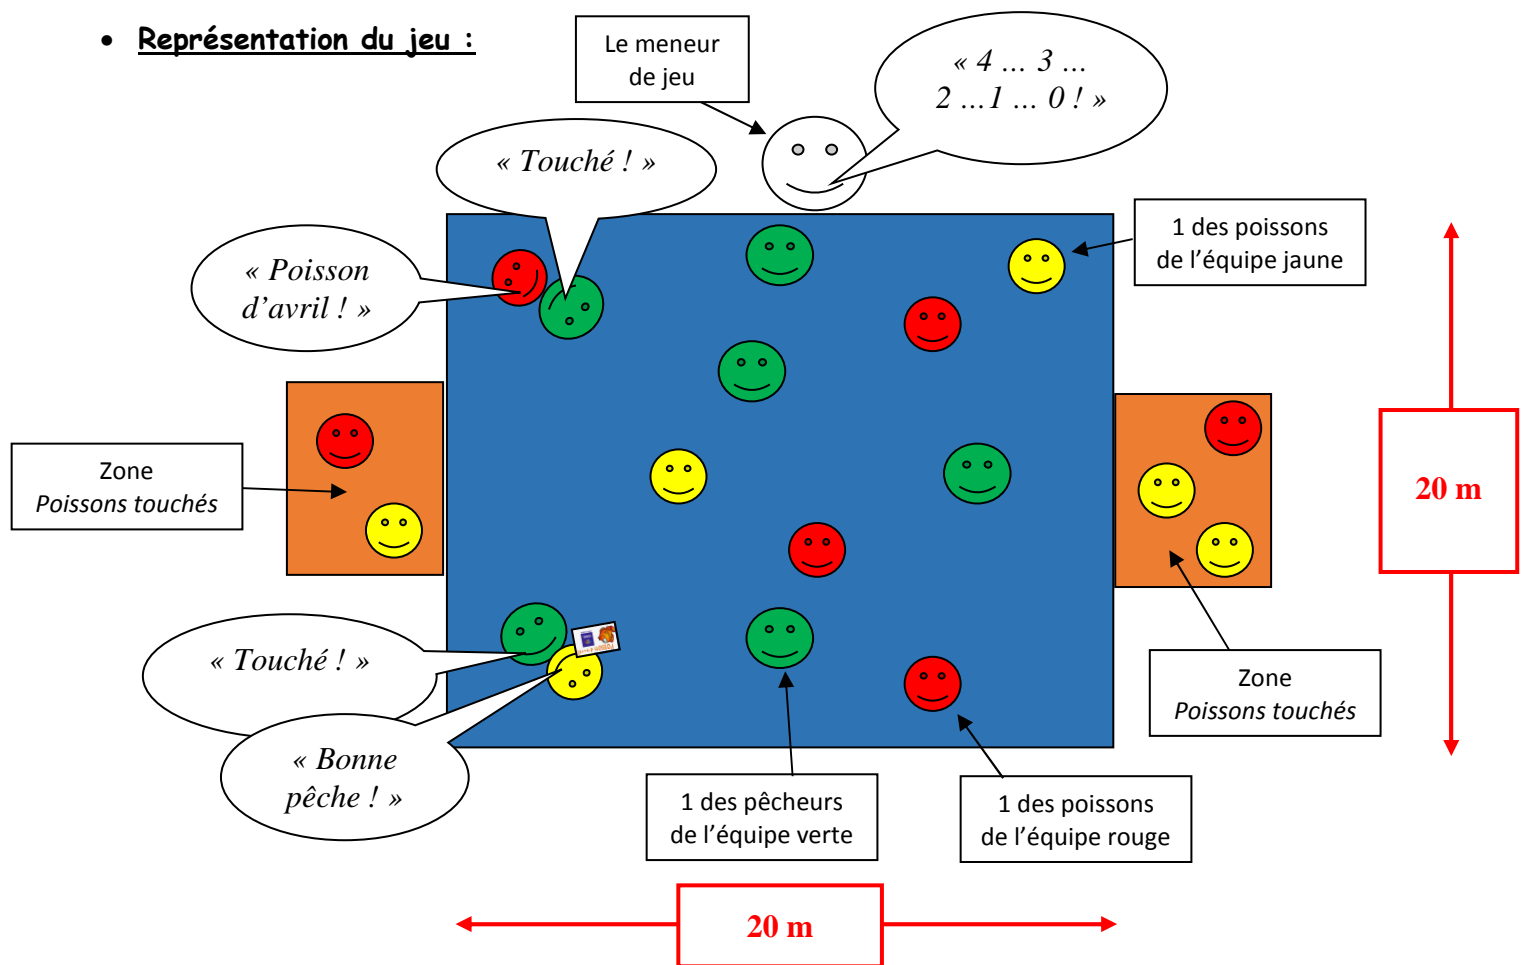 • Représentation du jeu :
Le meneur
de jeu
« 4 ... 3 ...
2 ...1 ... 0 ! »
« Touché ! »
1 des poissons
de l’équipe jaune
« Poisson
d’avril ! »
Zone
Poissons touchés
20 m
« Touché ! »
Zone
Poissons touchés
« Bonne
pêche ! »
1 des pêcheurs
de l’équipe verte
1 des poissons
de l’équipe rouge
20 m